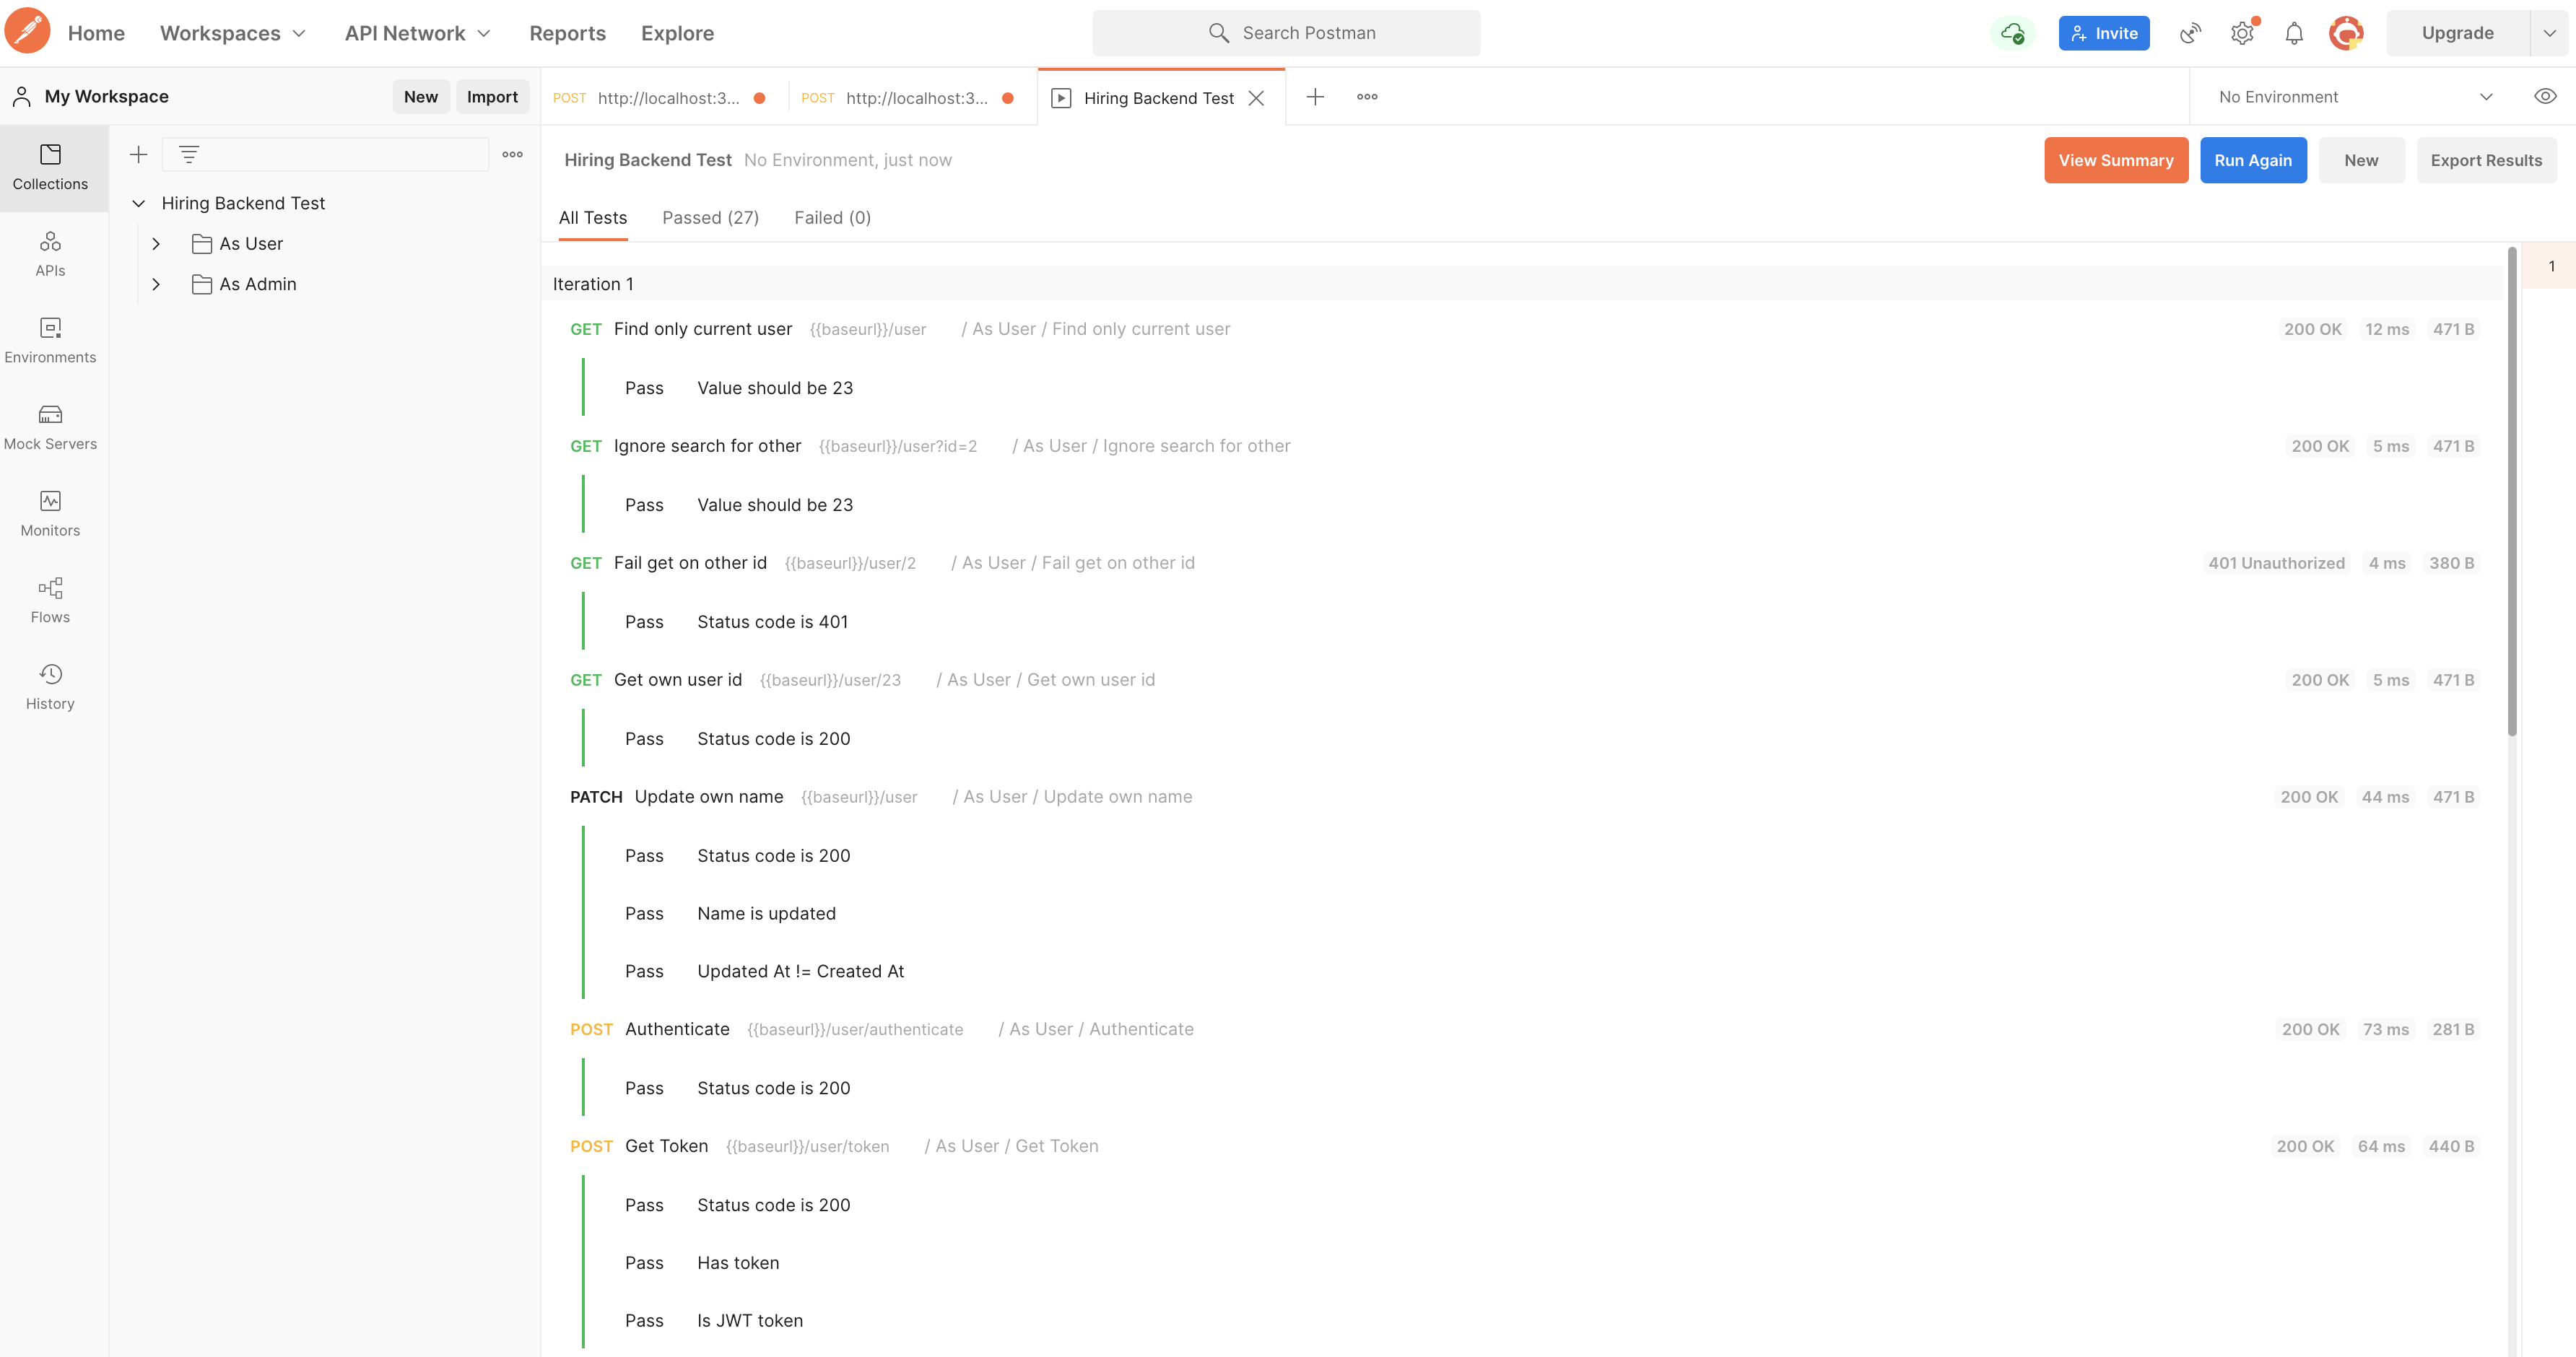 Home Workspaces API Network Reports Explore Search Postman Invite Upgrade
My Workspace New Import POST http://localhost:3... POST http://localhost:3... Hiring Backend Test No Environment
Collections
APIs
Environments
Mock Servers
Monitors
Flows
History
Hiring Backend Test
As User
As Admin
Hiring Backend Test No Environment, just now View Summary Run Again New Export Results
All Tests Passed (27) Failed (0)
1
Iteration 1
GET Find only current user {{baseurl}}/user / As User / Find only current user 200 OK 12 ms 471 B
Pass Value should be 23
GET Ignore search for other {{baseurl}}/user?id=2 / As User / Ignore search for other 200 OK 5 ms 471 B
Pass Value should be 23
GET Fail get on other id {{baseurl}}/user/2 / As User / Fail get on other id 401 Unauthorized 4 ms 380 B
Pass Status code is 401
GET Get own user id {{baseurl}}/user/23 / As User / Get own user id 200 OK 5 ms 471 B
Pass Status code is 200
PATCH Update own name {{baseurl}}/user / As User / Update own name 200 OK 44 ms 471 B
Pass Status code is 200
Pass Name is updated
Pass Updated At != Created At
POST Authenticate {{baseurl}}/user/authenticate / As User / Authenticate 200 OK 73 ms 281 B
Pass Status code is 200
POST Get Token {{baseurl}}/user/token / As User / Get Token 200 OK 64 ms 440 B
Pass Status code is 200
Pass Has token
Pass Is JWT token